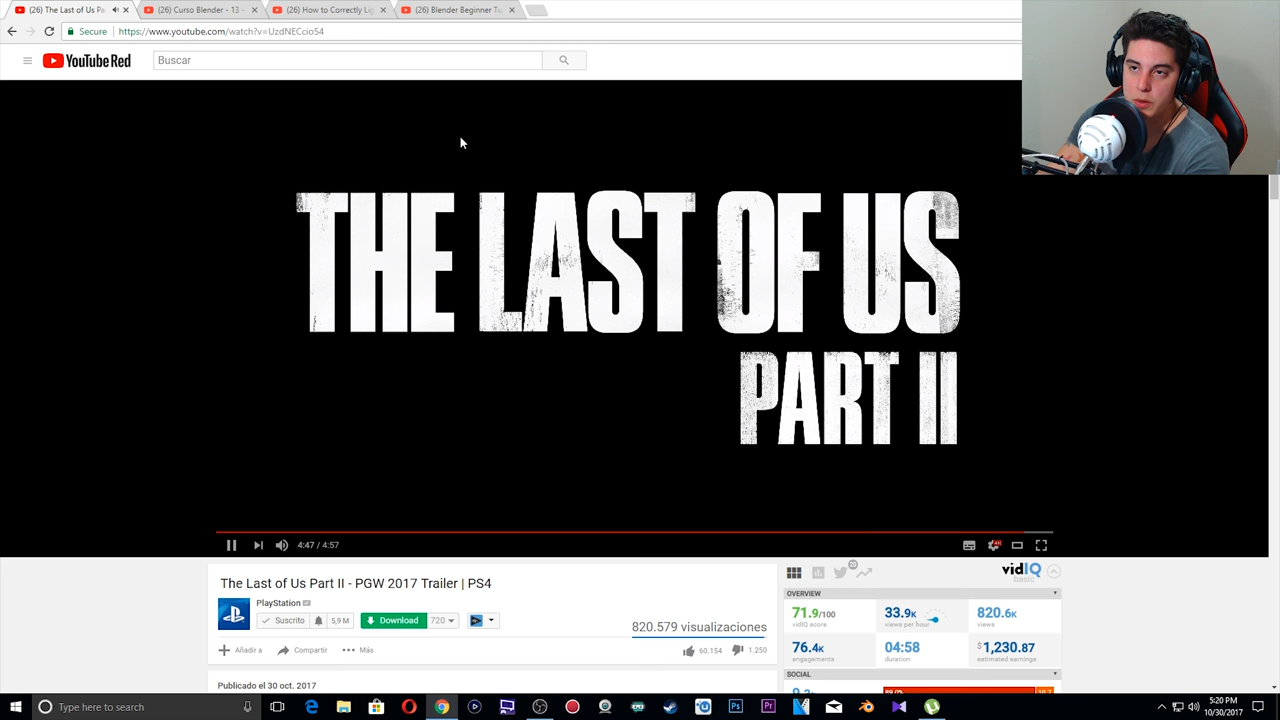 (26) The Last of Us Pa
(26) Curso Blender - 13 -
(26) How to Correctly Lig
(26) Blender Beginner Tu
Secure
https://www.youtube.com/watch?v=UzdNECcio54
YouTube Red
Buscar
THE LAST OF US
PART II
4:47 / 4:57
The Last of Us Part II - PGW 2017 Trailer | PS4
PlayStation
Suscrito
5,9 M
Download
720
820.579 visualizaciones
Añadir a
Compartir
Más
60.154
1.250
Publicado el 30 oct. 2017
20
vidIQ
basic
OVERVIEW
71.9/100
vidIQ score
33.9K
views per hour
820.6K
views
76.4K
engagements
04:58
duration
$1,230.87
estimated earnings
SOCIAL
Type here to search
5:20 PM
10/30/2017